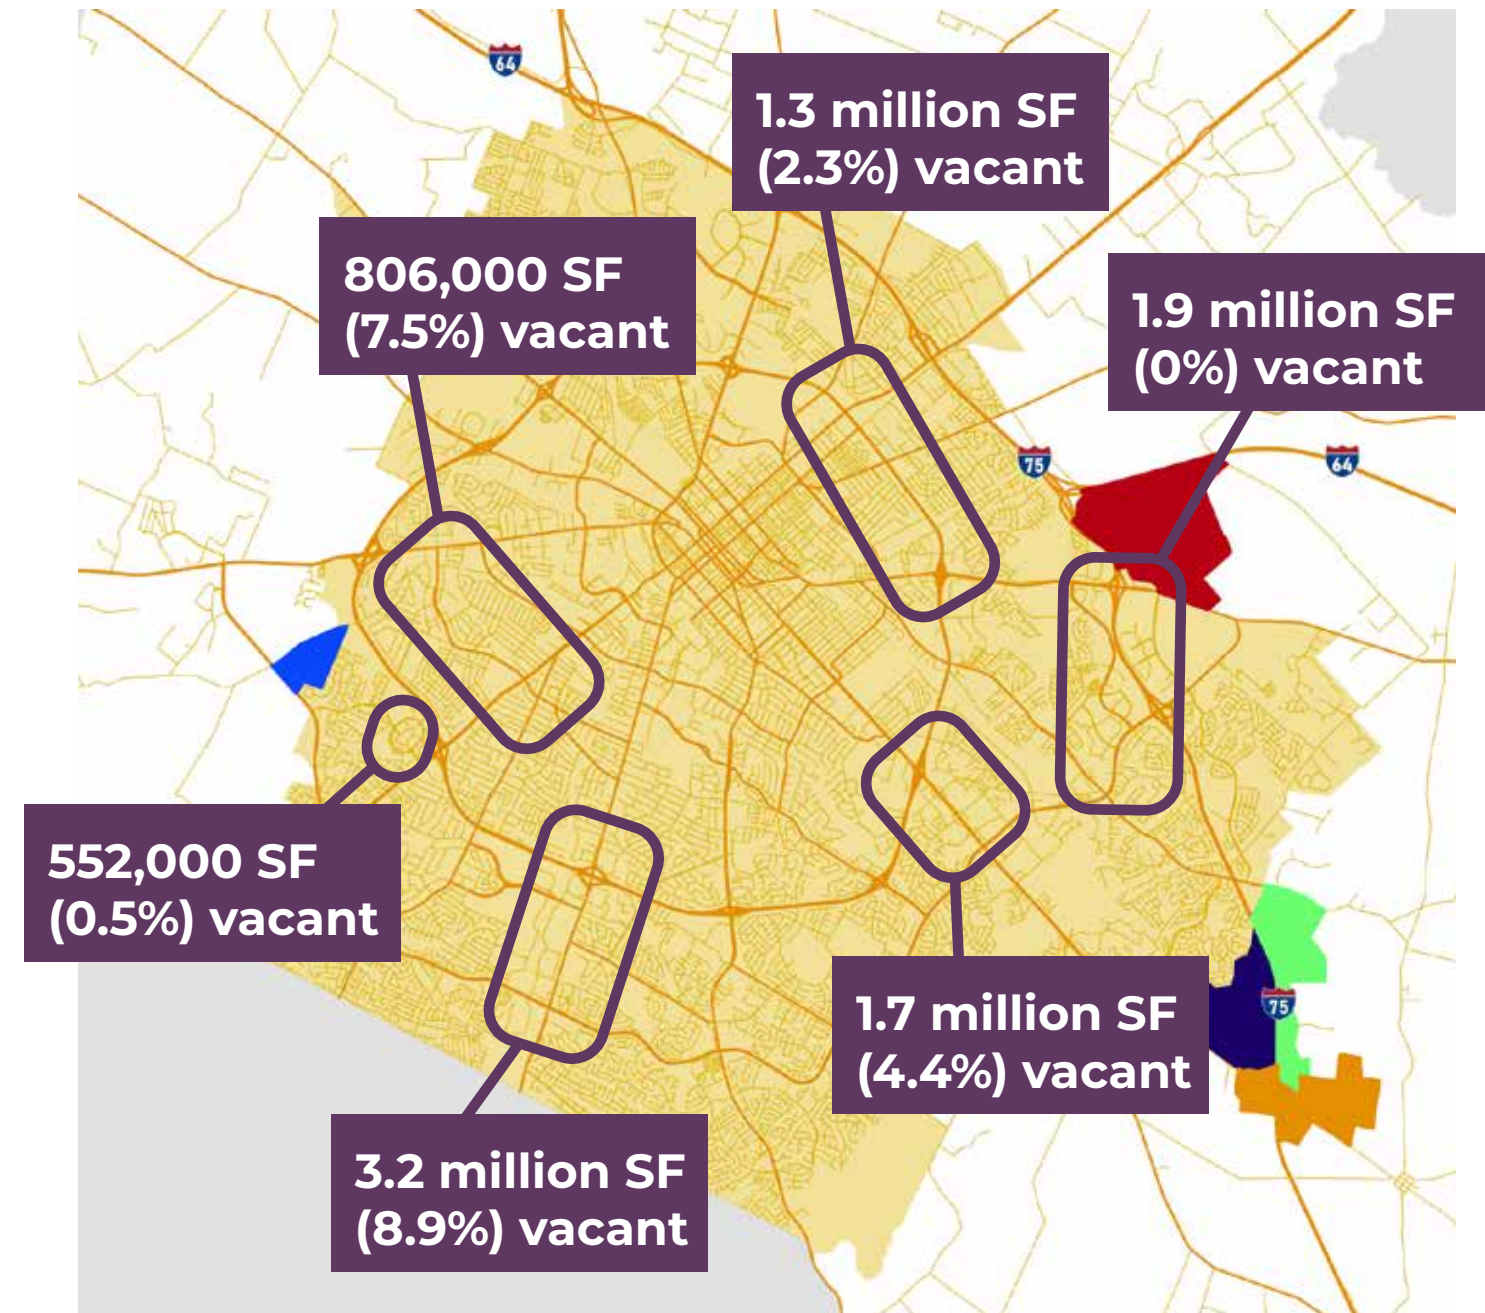 64
1.3 million SF
(2.3%) vacant
806,000 SF
(7.5%) vacant
1.9 million SF
(0%) vacant
75
64
552,000 SF
(0.5%) vacant
1.7 million SF
(4.4%) vacant
75
3.2 million SF
(8.9%) vacant